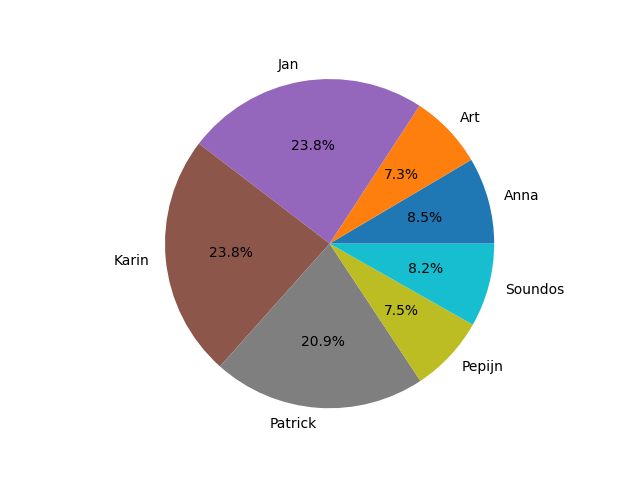 Jan
23.8%
Art
7.3%
Anna
8.5%
Karin
23.8%
Soundos
8.2%
Pepijn
7.5%
Patrick
20.9%